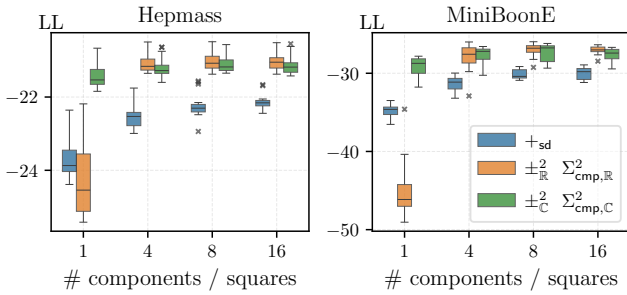 LL Hepmass
−22
−24
1 4 8 16
# components / squares
LL MiniBoonE
−30
−40
−50
+sd
±²ℝ Σ²cmp,ℝ
±²ℂ Σ²cmp,ℂ
1 4 8 16
# components / squares